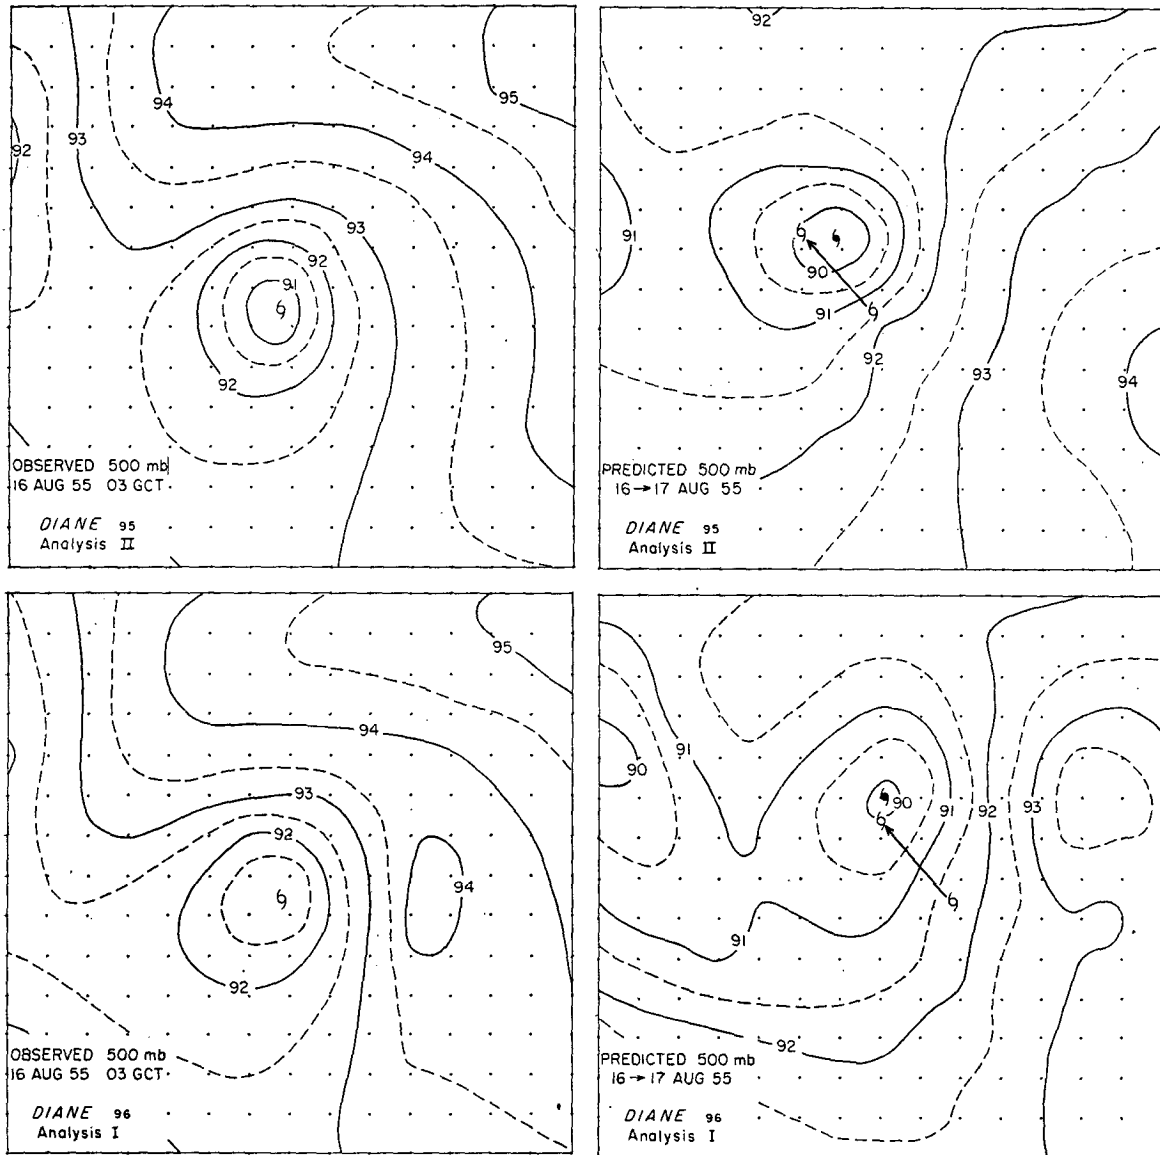 95
94
93
92
94
93
92
91
92
OBSERVED 500 mb
16 AUG 55 03 GCT
DIANE 95
Analysis II
92
91
90
91
92
93
94
PREDICTED 500 mb
16→17 AUG 55
DIANE 95
Analysis II
95
94
93
92
94
92
OBSERVED 500 mb
16 AUG 55 03 GCT
DIANE 96
Analysis I
91
90
90
91
92
93
91
92
PREDICTED 500 mb
16→17 AUG 55
DIANE 96
Analysis I